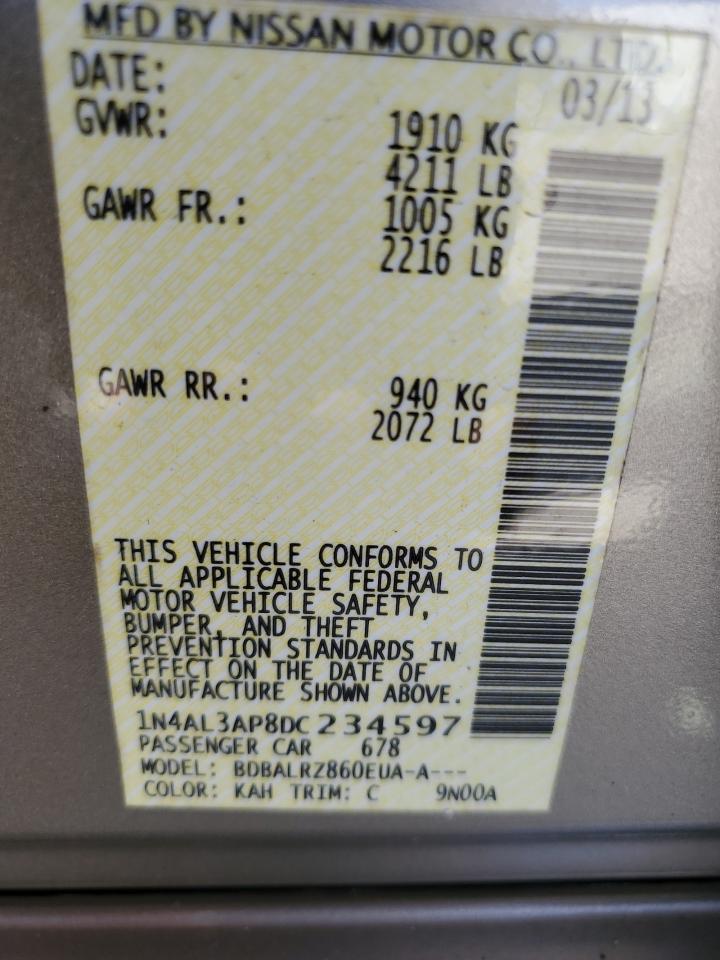 MFD BY NISSAN MOTOR CO., LTD.
DATE: 03/13
GVWR: 1910 KG
4211 LB
GAWR FR.: 1005 KG
2216 LB
GAWR RR.: 940 KG
2072 LB
THIS VEHICLE CONFORMS TO
ALL APPLICABLE FEDERAL
MOTOR VEHICLE SAFETY,
BUMPER, AND THEFT
PREVENTION STANDARDS IN
EFFECT ON THE DATE OF
MANUFACTURE SHOWN ABOVE.
1N4AL3AP8DC234597
PASSENGER CAR 678
MODEL: BDBALRZ860EUA-A---
COLOR: KAH TRIM: C 9N00A